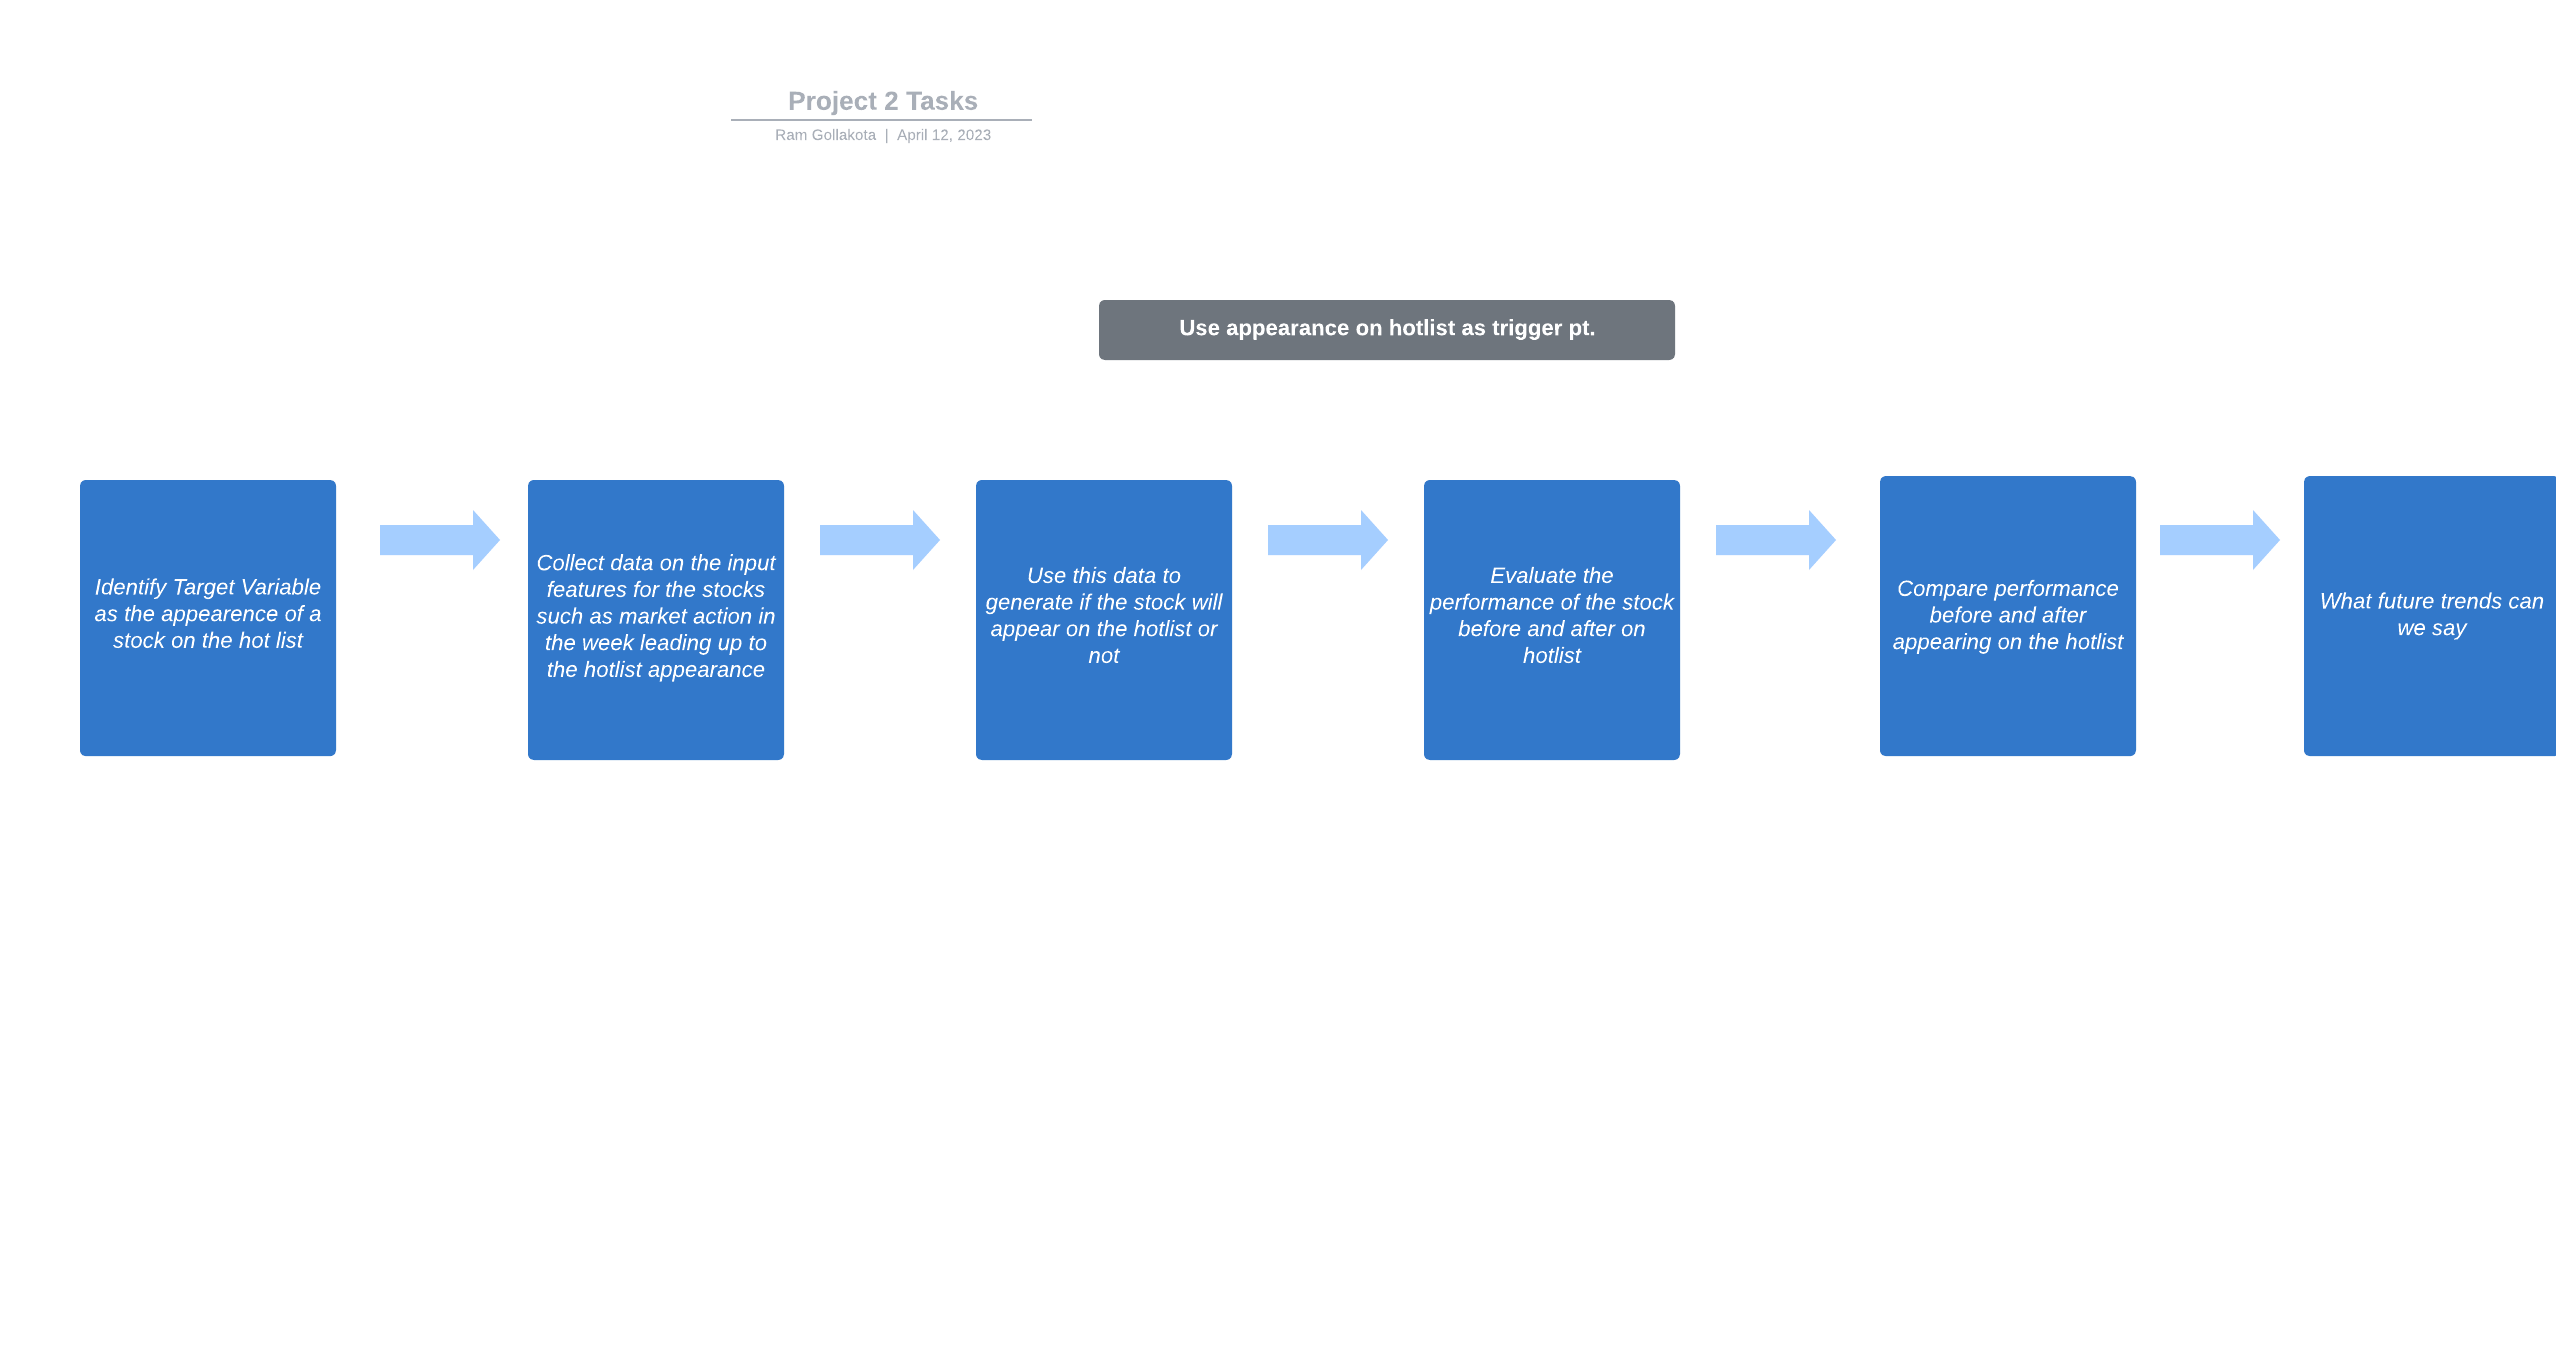 Project 2 Tasks
Ram Gollakota | April 12, 2023
Use appearance on hotlist as trigger pt.
Identify Target Variable
as the appearence of a
stock on the hot list
Collect data on the input
features for the stocks
such as market action in
the week leading up to
the hotlist appearance
Use this data to
generate if the stock will
appear on the hotlist or
not
Evaluate the
performance of the stock
before and after on
hotlist
Compare performance
before and after
appearing on the hotlist
What future trends can
we say